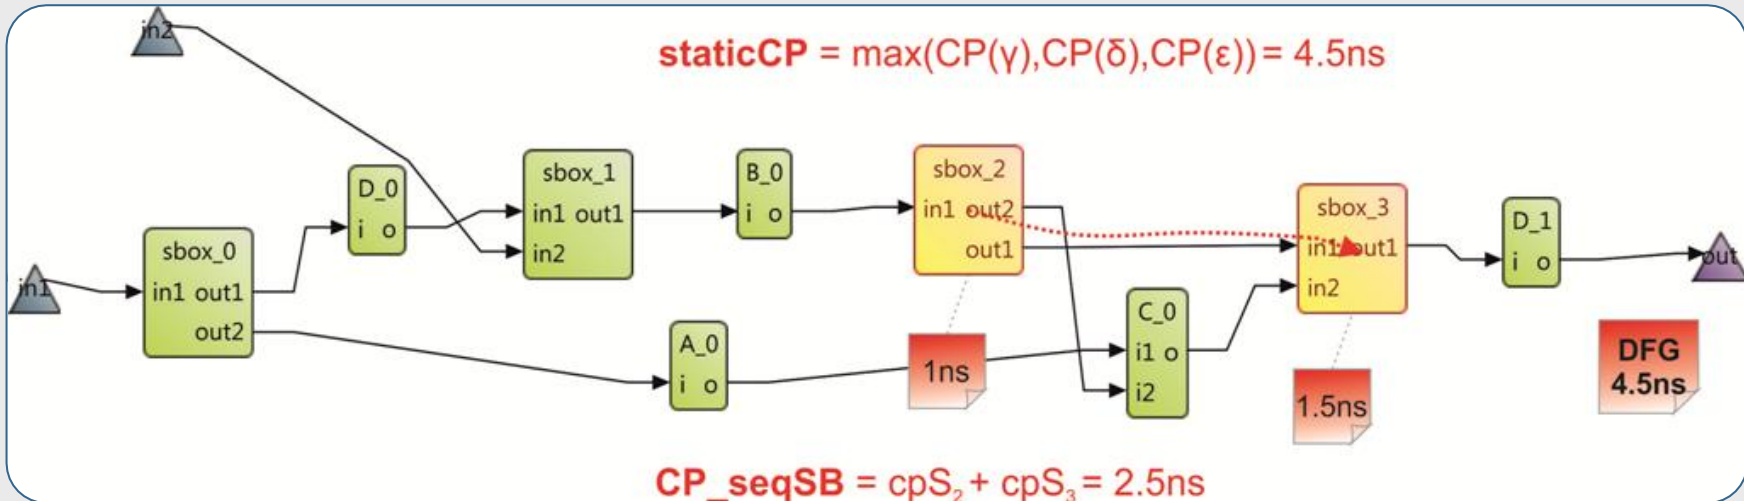 in2
staticCP = max(CP(γ),CP(δ),CP(ε)) = 4.5ns
in1
sbox_0
in1 out1
out2
D_0
i o
sbox_1
in1 out1
in2
B_0
i o
A_0
i o
sbox_2
in1 out2
out1
1ns
C_0
i1 o
i2
sbox_3
in1 out1
in2
1.5ns
D_1
i o
out
DFG
4.5ns
CP_seqSB = cpS₂ + cpS₃ = 2.5ns